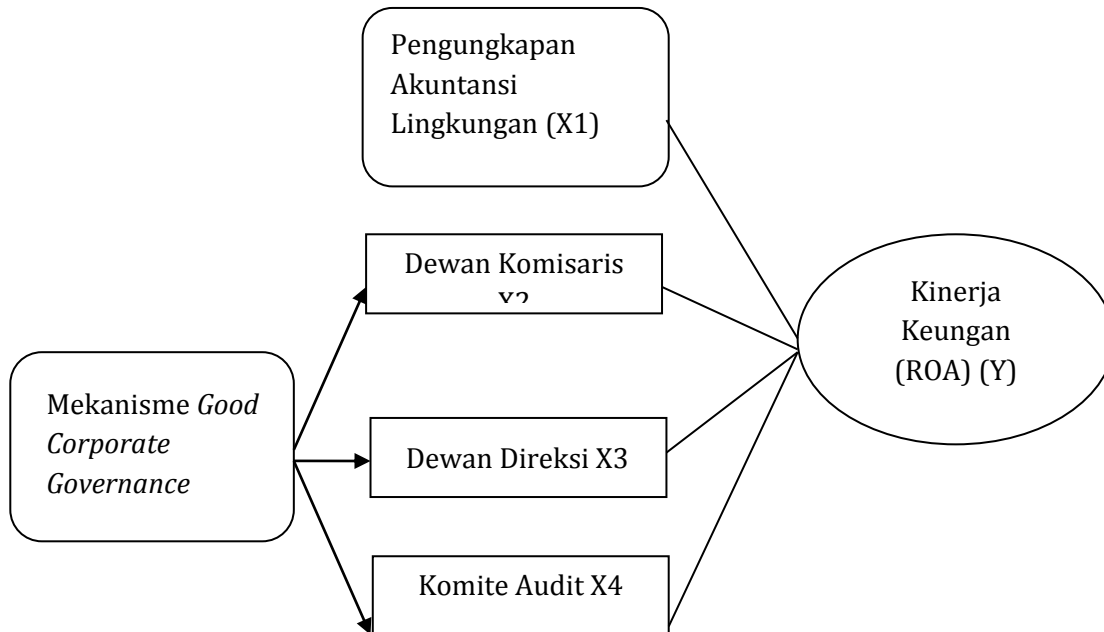 Pengungkapan
Akuntansi
Lingkungan (X1)
Dewan Komisaris
X2
Mekanisme Good
Corporate
Governance
Dewan Direksi X3
Komite Audit X4
Kinerja
Keungan
(ROA) (Y)